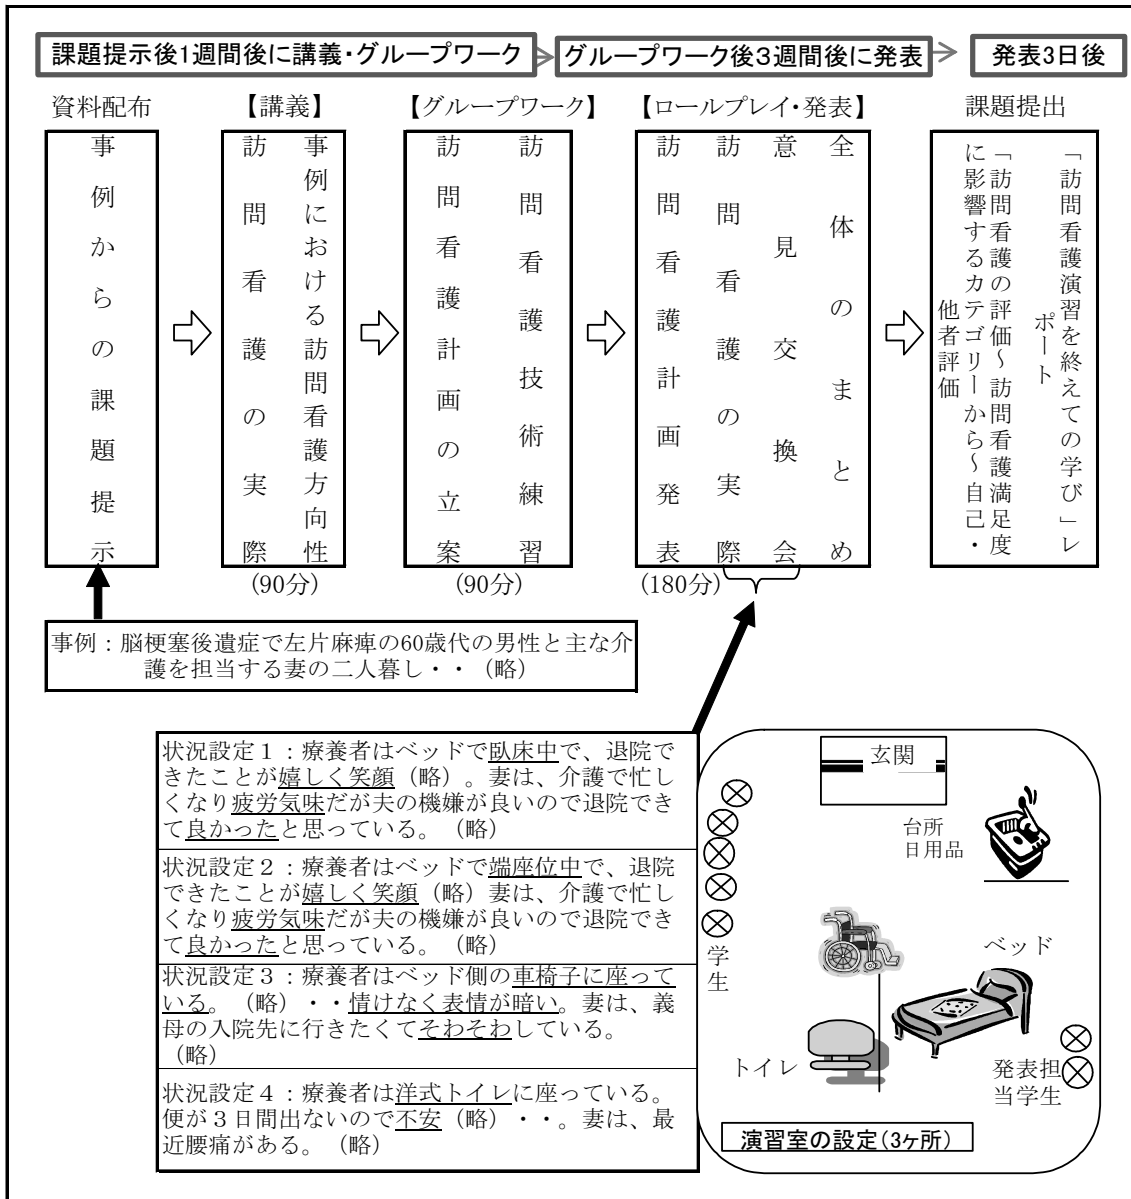 課題提示後1週間後に講義・グループワーク
グループワーク後3週間後に発表
発表3日後
資料配布
【講義】
【グループワーク】
【ロールプレイ・発表】
課題提出
事例からの課題提示
事例における訪問看護方向性
訪問看護の実際
訪問看護技術練習
訪問看護計画の立案
全体のまとめ
意見交換会
訪問看護の実際
訪問看護計画発表
「訪問看護演習を終えての学び」レ
ポート
「訪問看護の評価～訪問看護満足度
に影響するカテゴリーから～自己・
他者評価
(90分)
(90分)
(180分)
事例：脳梗塞後遺症で左片麻痺の60歳代の男性と主な介
護を担当する妻の二人暮し・・（略）
状況設定１：療養者はベッドで臥床中で、退院で
きたことが嬉しく笑顔（略）。妻は、介護で忙し
くなり疲労気味だが夫の機嫌が良いので退院でき
て良かったと思っている。（略）
状況設定２：療養者はベッドで端座位中で、退院
できたことが嬉しく笑顔（略）妻は、介護で忙し
くなり疲労気味だが夫の機嫌が良いので退院でき
て良かったと思っている。（略）
状況設定３：療養者はベッド側の車椅子に座って
いる。（略）・・情けなく表情が暗い。妻は、義
母の入院先に行きたくてそわそわしている。
（略）
状況設定４：療養者は洋式トイレに座っている。
便が３日間出ないので不安（略）・・。妻は、最
近腰痛がある。（略）
玄関
台所
日用品
学生
ベッド
トイレ
発表担
当学生
演習室の設定(3ヶ所)